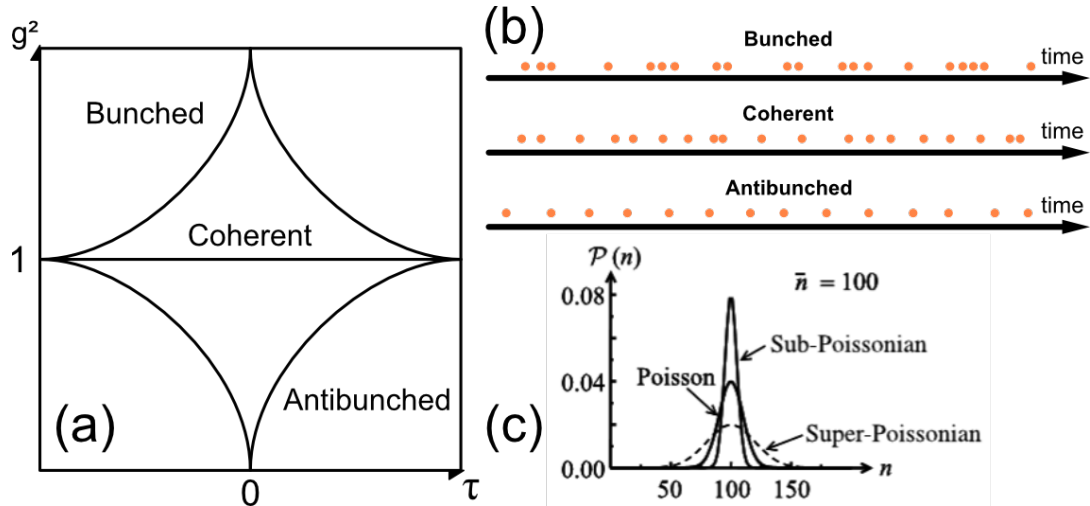 g²
Bunched
Coherent
1
(a)
Antibunched
0
τ
(b)
Bunched
time
Coherent
time
Antibunched
time
P(n)
n̄ = 100
0.08
Sub-Poissonian
Poisson
0.04
(c)
Super-Poissonian
0.00
n
50 100 150